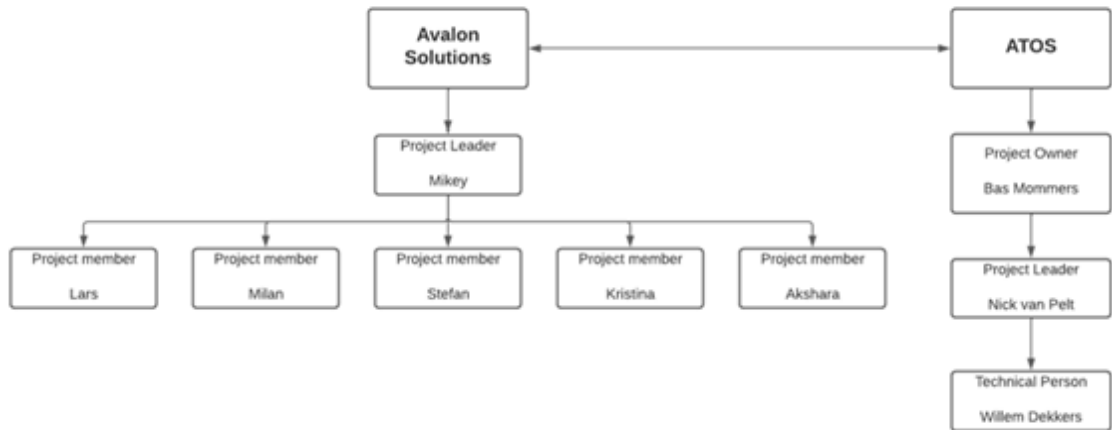 Avalon
Solutions
ATOS
Project Leader
Mikey
Project Owner
Bas Mommers
Project member
Lars
Project member
Milan
Project member
Stefan
Project member
Kristina
Project member
Akshara
Project Leader
Nick van Pelt
Technical Person
Willem Dekkers